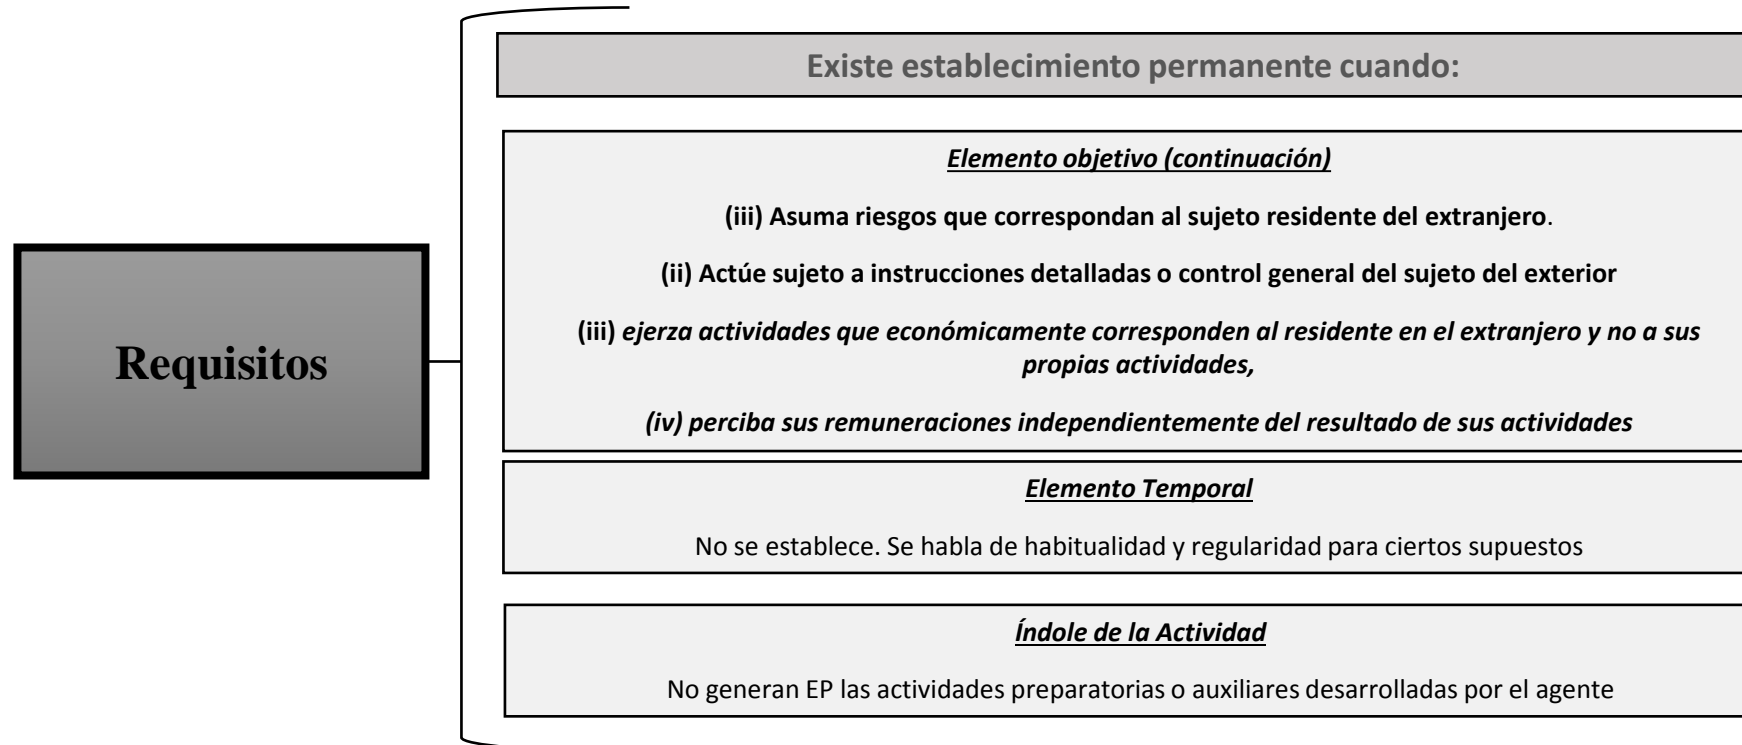 Existe establecimiento permanente cuando:
Elemento objetivo (continuación)
(iii) Asuma riesgos que correspondan al sujeto residente del extranjero.
(ii) Actúe sujeto a instrucciones detalladas o control general del sujeto del exterior
(iii) ejerza actividades que económicamente corresponden al residente en el extranjero y no a sus
propias actividades,
(iv) perciba sus remuneraciones independientemente del resultado de sus actividades
Requisitos
Elemento Temporal
No se establece. Se habla de habitualidad y regularidad para ciertos supuestos
Índole de la Actividad
No generan EP las actividades preparatorias o auxiliares desarrolladas por el agente